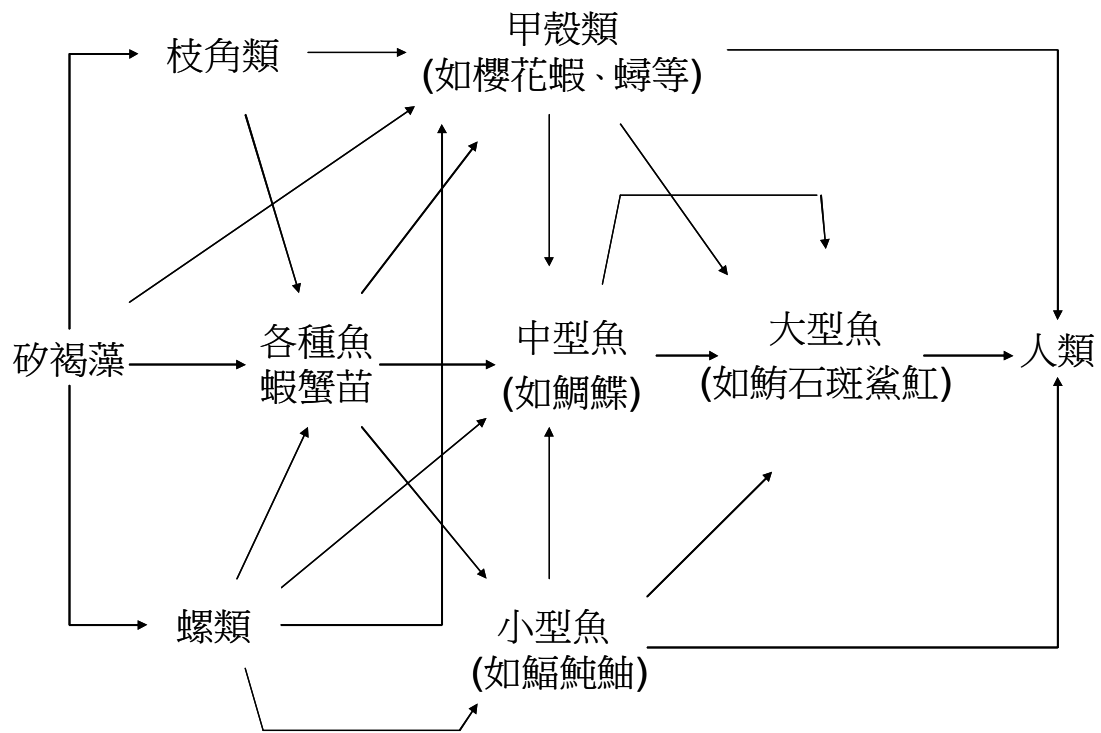 枝角類
甲殼類
(如櫻花蝦、蟳等)
矽褐藻
各種魚
蝦蟹苗
中型魚
(如鯛鰈)
大型魚
(如鮪石斑鯊魟)
人類
螺類
小型魚
(如鰏魨鮋)